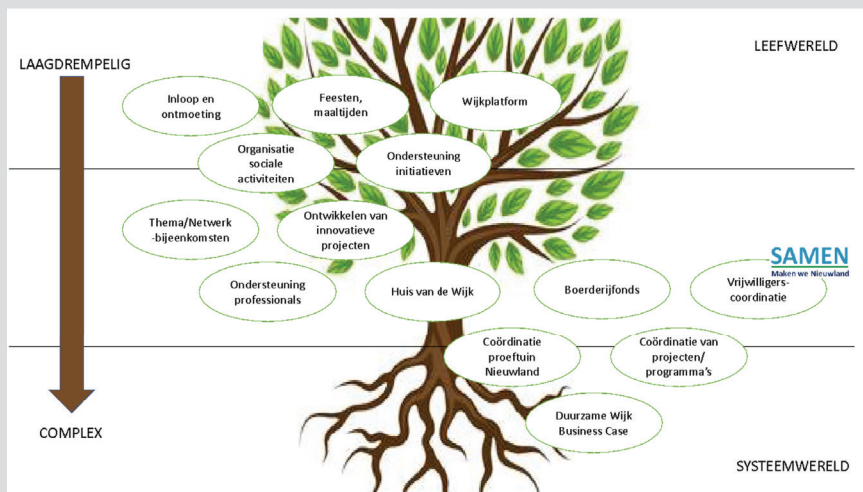 LEEFWERELD
LAAGDREMPELIG
Inloop en
ontmoeting
Feesten,
maaltijden
Wijkplatform
Organisatie
sociale
activiteiten
Ondersteuning
initiatieven
Thema/Netwerk
-bijeenkomsten
Ontwikkelen van
innovatieve
projecten
SAMEN
Maken we Nieuwland
Ondersteuning
professionals
Huis van de Wijk
Boerderijfonds
Vrijwilligers-
coordinatie
Coördinatie
proeftuin
Nieuwland
Coördinatie van
projecten/
programma's
Duurzame Wijk
Business Case
COMPLEX
SYSTEEMWERELD